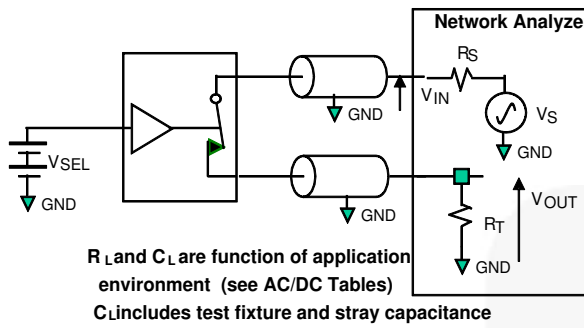 Network Analyze
RS
GND
VIN
VS
GND
VSEL
GND
GND
RT
VOUT
GND
R L and C L are function of application
environment (see AC/DC Tables)
CL includes test fixture and stray capacitance